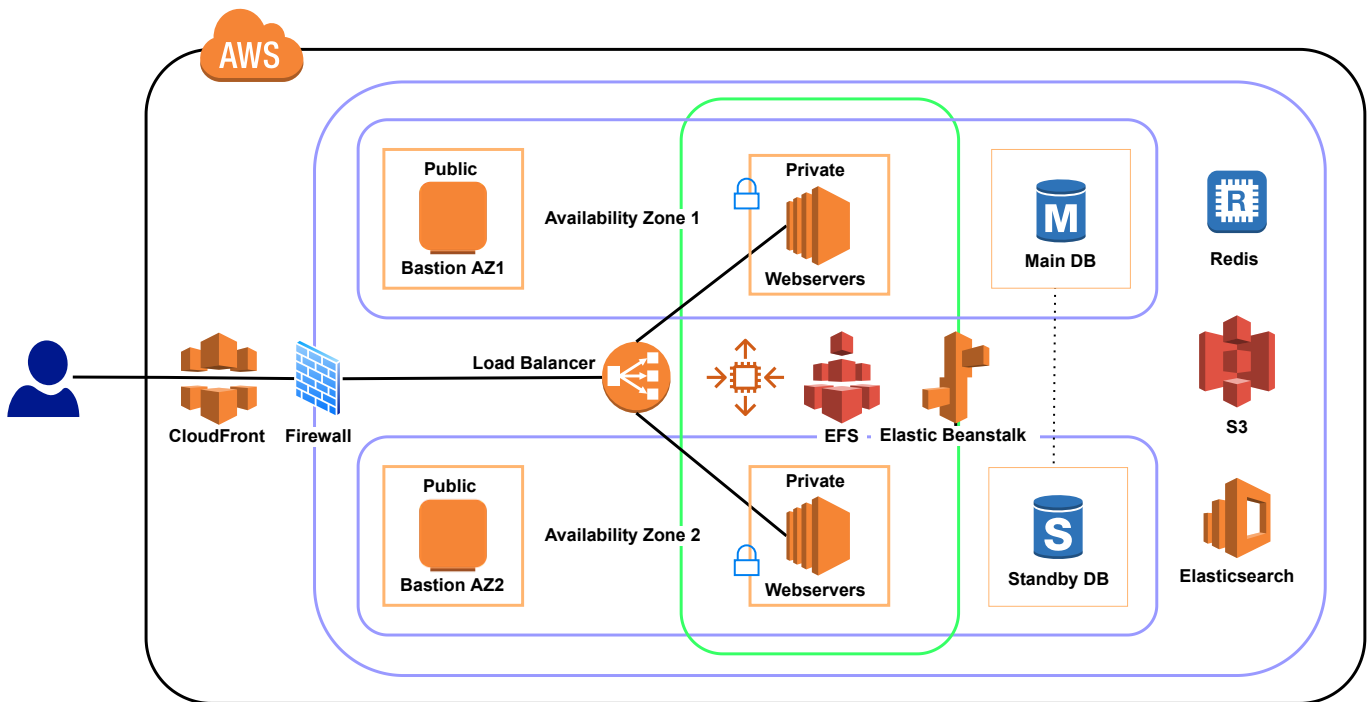 AWS
Public
Bastion AZ1
Availability Zone 1
Private
Webservers
M
Main DB
R
Redis
CloudFront
Firewall
Load Balancer
EFS
Elastic Beanstalk
S3
Public
Bastion AZ2
Availability Zone 2
Private
Webservers
S
Standby DB
Elasticsearch